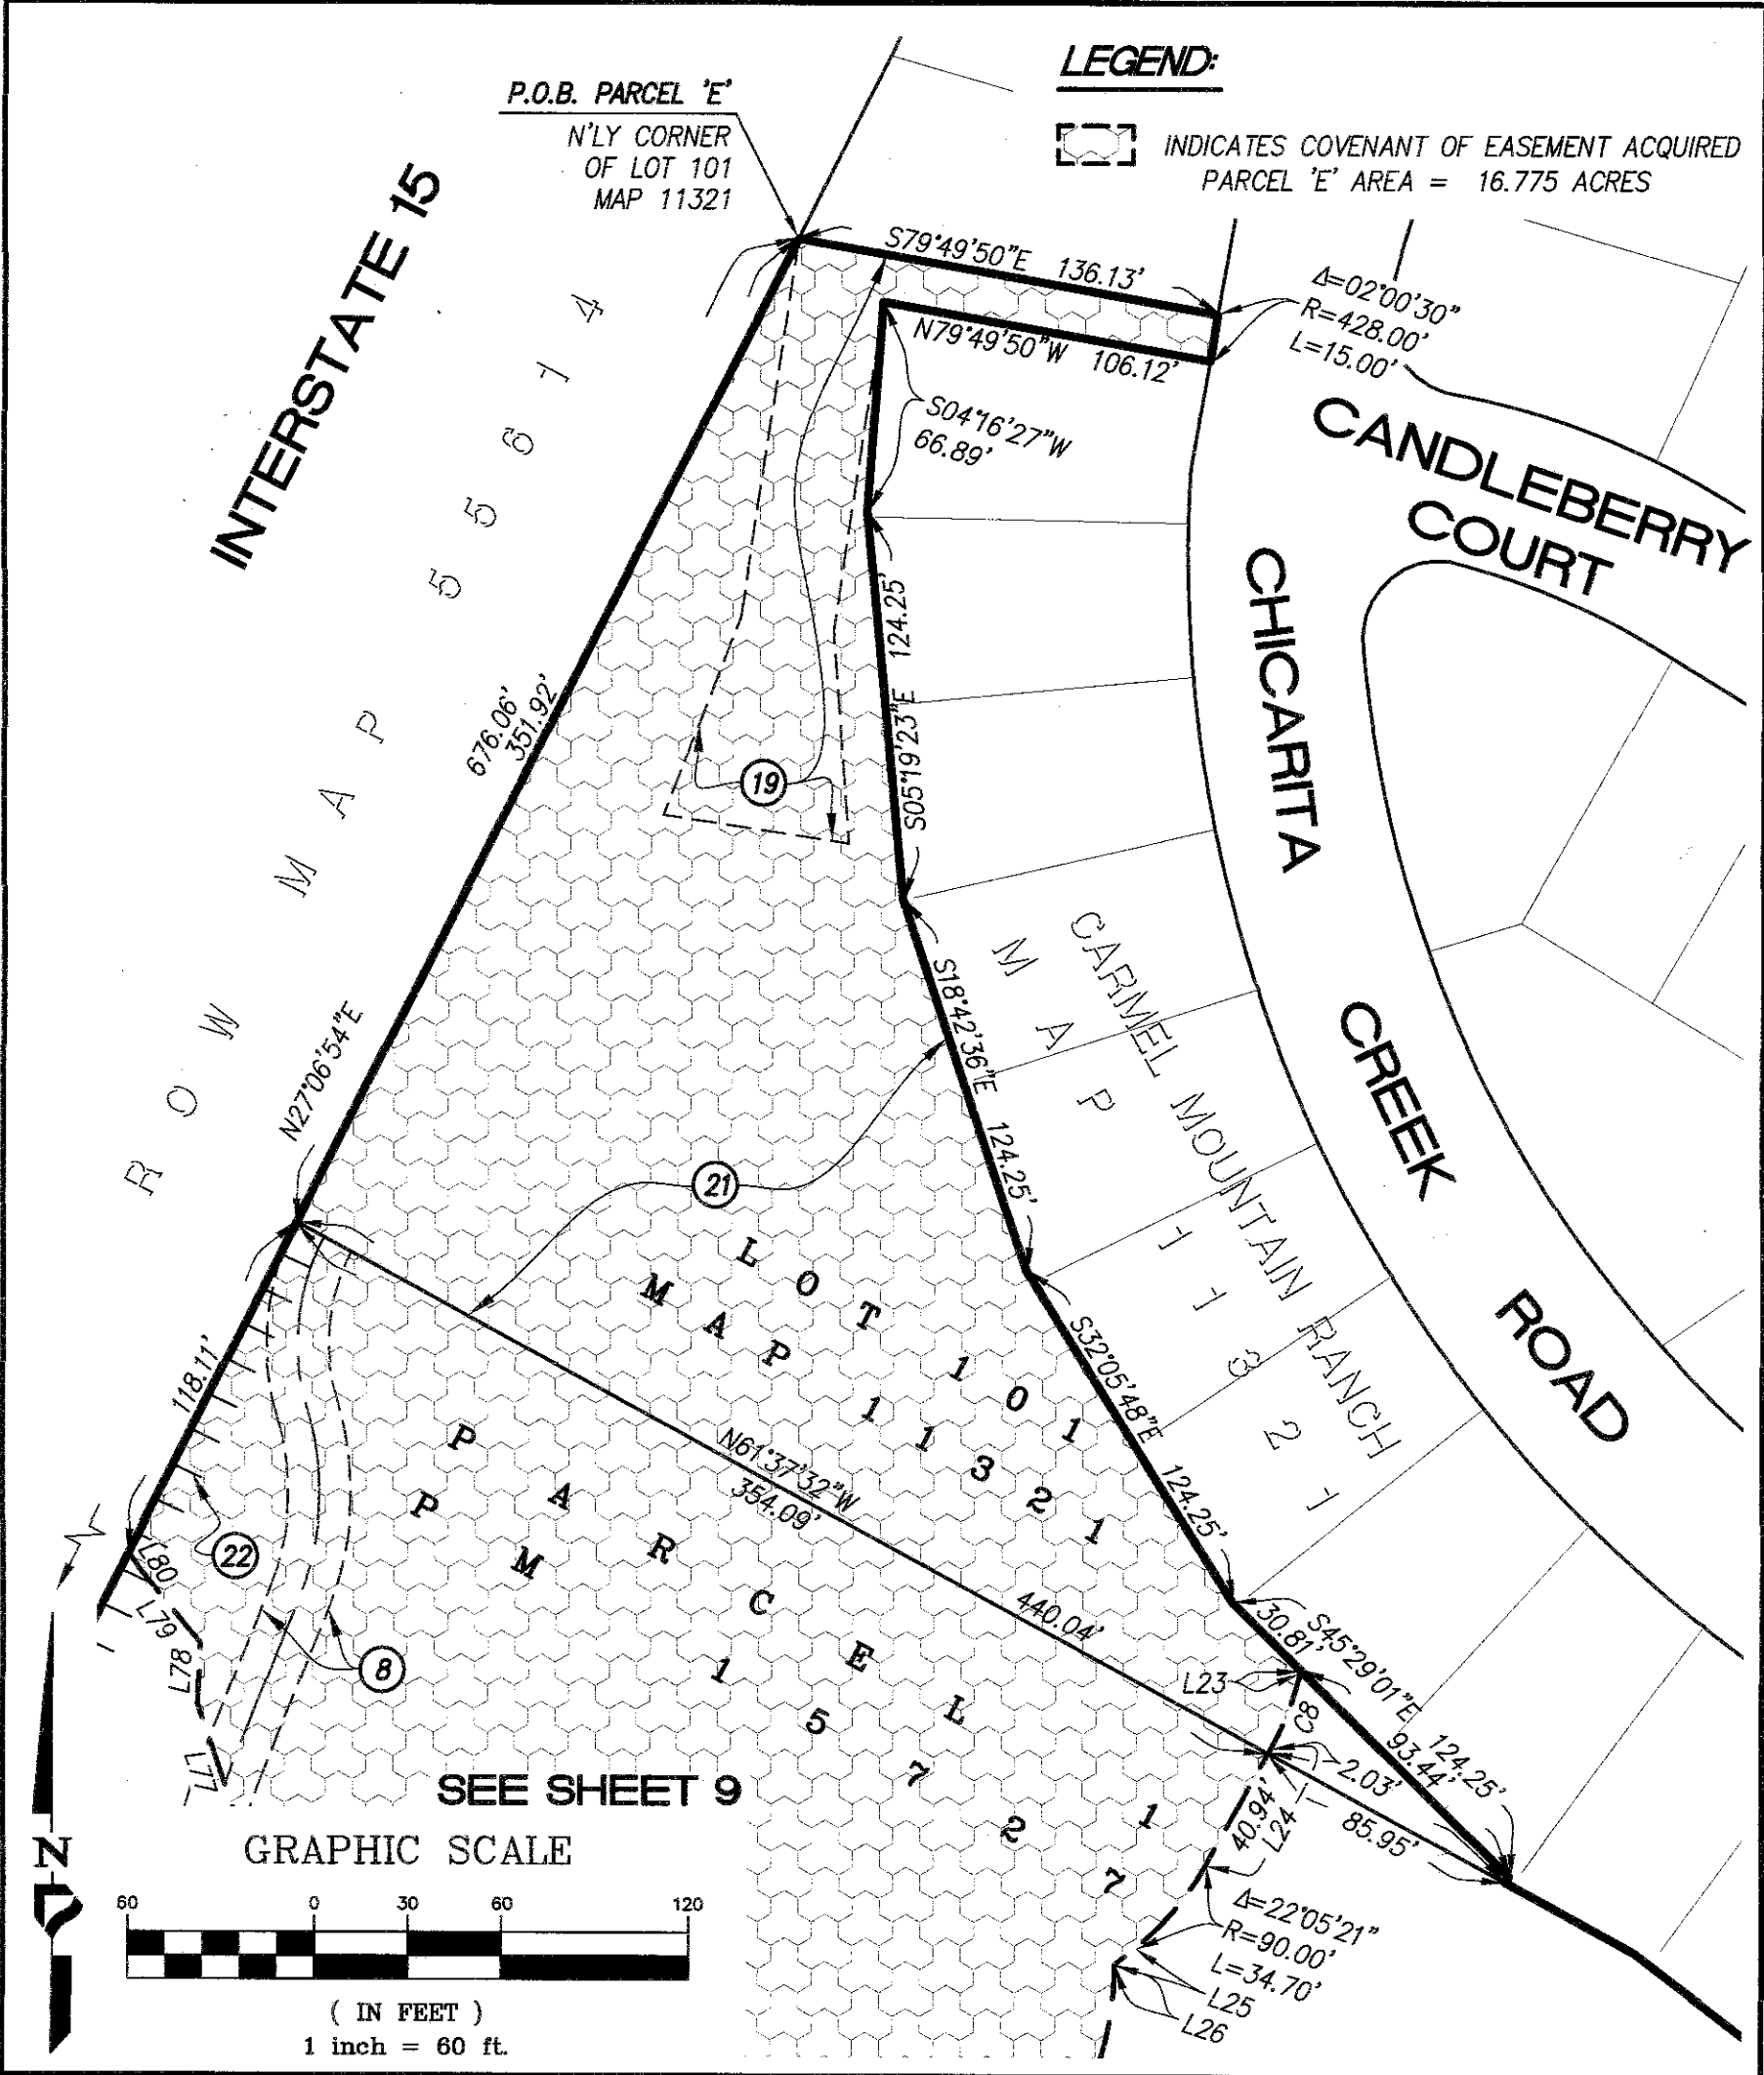 LEGEND:
INDICATES COVENANT OF EASEMENT ACQUIRED
PARCEL 'E' AREA = 16.775 ACRES
P.O.B. PARCEL 'E'
N'LY CORNER
OF LOT 101
MAP 11321
INTERSTATE 15
ROW MAP 55614
S79°49'50"E 136.13'
N79°49'50"W 106.12'
Δ=02°00'30"
R=428.00'
L=15.00'
S04°16'27"W
66.89'
CANDLEBERRY
COURT
CHICARITA
CREEK
ROAD
S05°19'23"E 124.25'
676.06'
351.92'
N27°06'54"E
19
S18°42'36"E 124.25'
CARMEL MOUNTAIN RANCH
MAP 11321
21
LOT 101
MAP 11321
S32°05'48"E 124.25'
118.11'
N61°37'32"W
354.09'
440.04'
PARCEL 1
PM 15727
22
8
N
L80
L79
L78
L77
S45°29'01"E 124.25'
30.81'
93.44'
L23
C8
2.03'
85.95'
40.94'
L24
Δ=22°05'21"
R=90.00'
L=34.70'
L25
L26
SEE SHEET 9
N
GRAPHIC SCALE
60 0 30 60 120
( IN FEET )
1 inch = 60 ft.